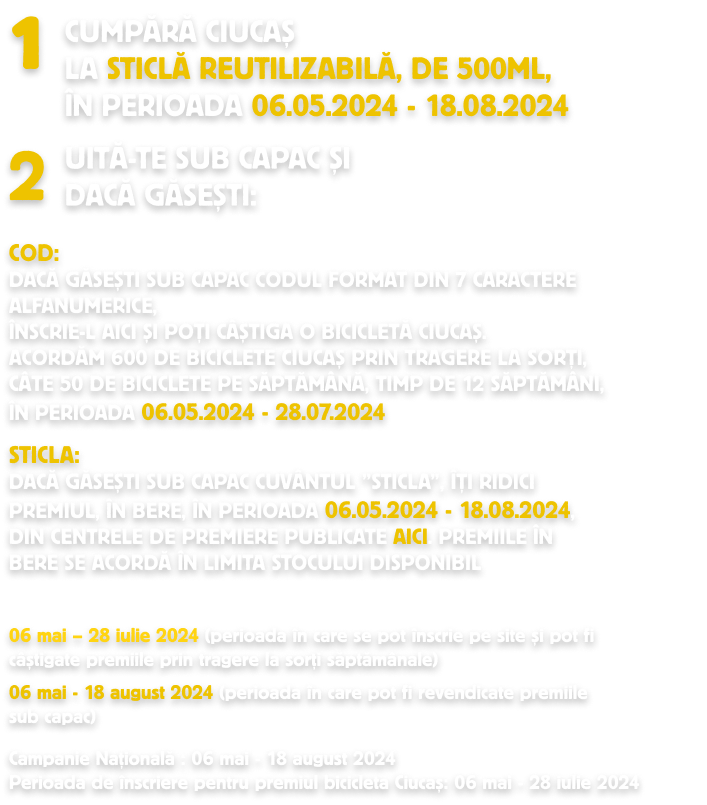 1 CUMPĂRĂ CIUCAȘ
LA STICLĂ REUTILIZABILĂ, DE 500ML,
ÎN PERIOADA 06.05.2024 - 18.08.2024
2 UITĂ-TE SUB CAPAC ȘI
DACĂ GĂSEȘTI:
COD:
DACĂ GĂSEȘTI SUB CAPAC CODUL FORMAT DIN 7 CARACTERE
ALFANUMERICE,
ÎNSCRIE-L AICI ȘI POȚI CÂȘTIGA O BICICLETĂ CIUCAȘ.
ACORDĂM 600 DE BICICLETE CIUCAȘ PRIN TRAGERE LA SORȚI,
CÂTE 50 DE BICICLETE PE SĂPTĂMÂNĂ, TIMP DE 12 SĂPTĂMÂNI,
ÎN PERIOADA 06.05.2024 - 28.07.2024
STICLA:
DACĂ GĂSEȘTI SUB CAPAC CUVÂNTUL "STICLA", ÎȚI RIDICI
PREMIUL, ÎN BERE, ÎN PERIOADA 06.05.2024 - 18.08.2024
DIN CENTRELE DE PREMIERE PUBLICATE AICI. PREMIILE ÎN
BERE SE ACORDĂ ÎN LIMITA STOCULUI DISPONIBIL
06 mai – 28 iulie 2024 (perioada în care se pot înscrie pe site și pot fi
câștigate premiile prin tragere la sorți săptămânale)
06 mai - 18 august 2024 (perioada în care pot fi revendicate premiile
sub capac)
Campanie Națională - 06 mai - 18 august 2024
Perioada de înscriere pentru premiul bicicleta Ciucaș: 06 mai - 28 iulie 2024